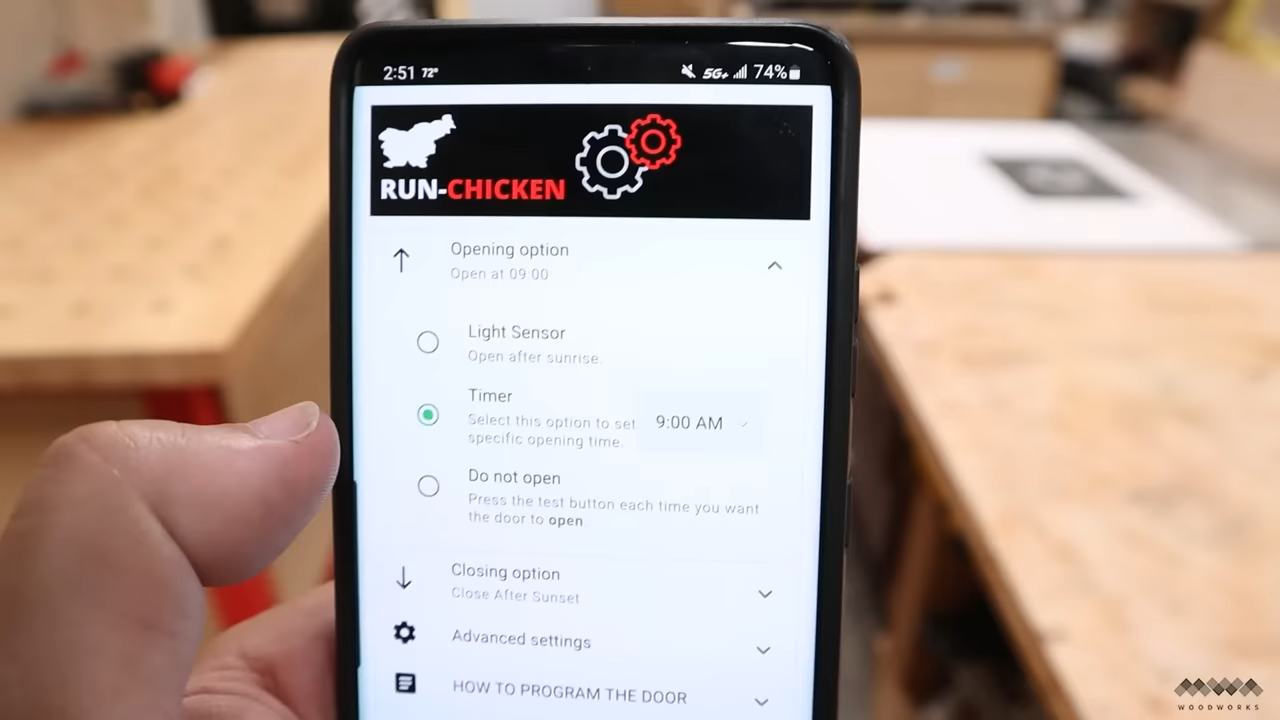 2:51 72° 5G+ 74%
RUN-CHICKEN
Opening option
Open at 09:00
Light Sensor
Open after sunrise.
Timer
Select this option to set
specific opening time.
9:00 AM
Do not open
Press the test button each time you want
the door to open
Closing option
Close After Sunset
Advanced settings
HOW TO PROGRAM THE DOOR
WOODWORKS